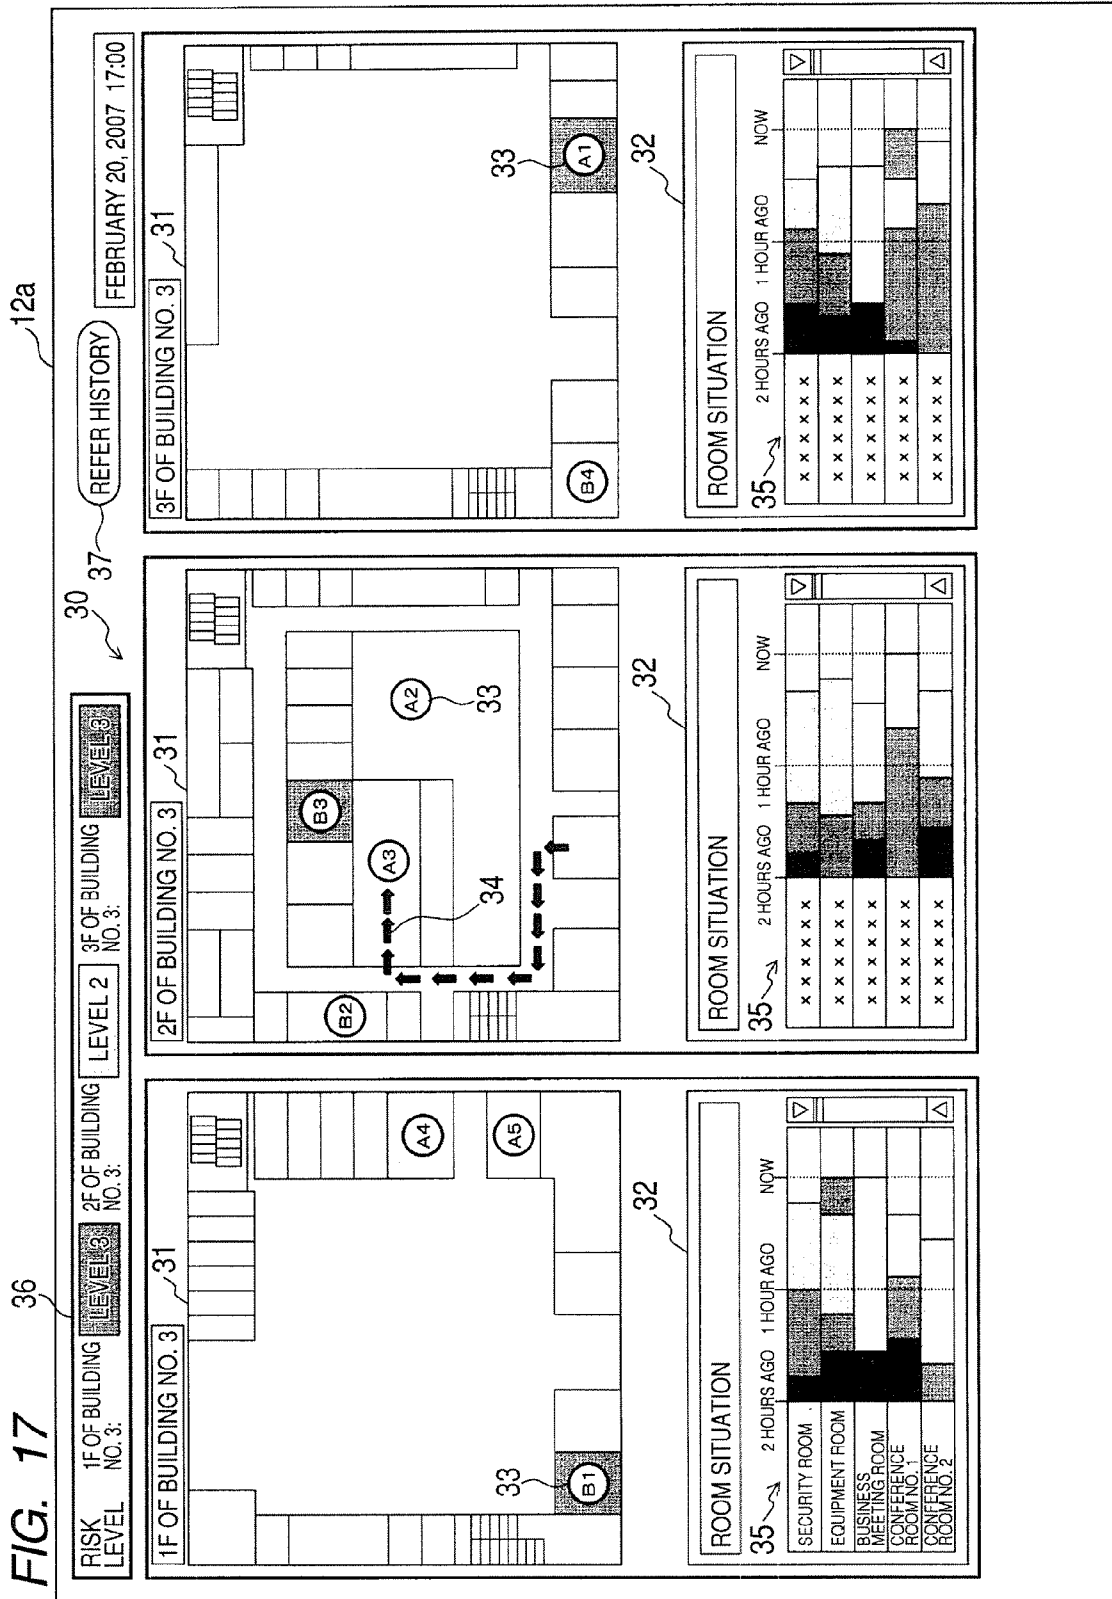 FIG. 17
12a
36
RISK LEVEL
1F OF BUILDING NO. 3:
LEVEL 3
2F OF BUILDING NO. 3:
LEVEL 2
3F OF BUILDING NO. 3:
LEVEL 3
30
37
REFER HISTORY
FEBRUARY 20, 2007 17:00
1F OF BUILDING NO. 3
31
A4
A5
33
B1
32
ROOM SITUATION
35
2 HOURS AGO
1 HOUR AGO
NOW
SECURITY ROOM
EQUIPMENT ROOM
BUSINESS
MEETING ROOM
CONFERENCE
ROOM NO. 1
CONFERENCE
ROOM NO. 2
2F OF BUILDING NO. 3
31
B2
B3
A3
A2
33
34
32
ROOM SITUATION
35
2 HOURS AGO
1 HOUR AGO
NOW
x x x x x x
x x x x x x
x x x x x x
x x x x x x
x x x x x x
3F OF BUILDING NO. 3
31
33
A1
B4
32
ROOM SITUATION
35
2 HOURS AGO
1 HOUR AGO
NOW
x x x x x x
x x x x x x
x x x x x x
x x x x x x
x x x x x x